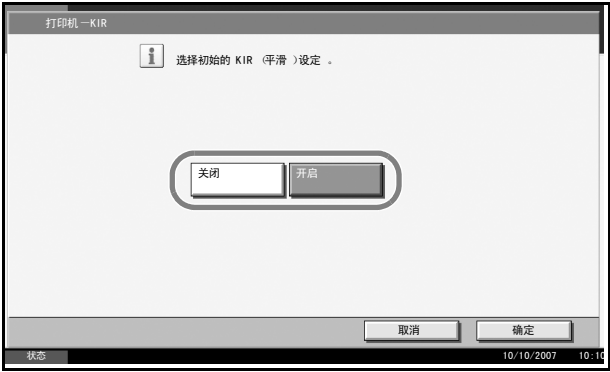 打印机－KIR
选择初始的 KIR （平滑 ）设定 。
关闭 开启
取消 确定
状态 10/10/2007 10:10